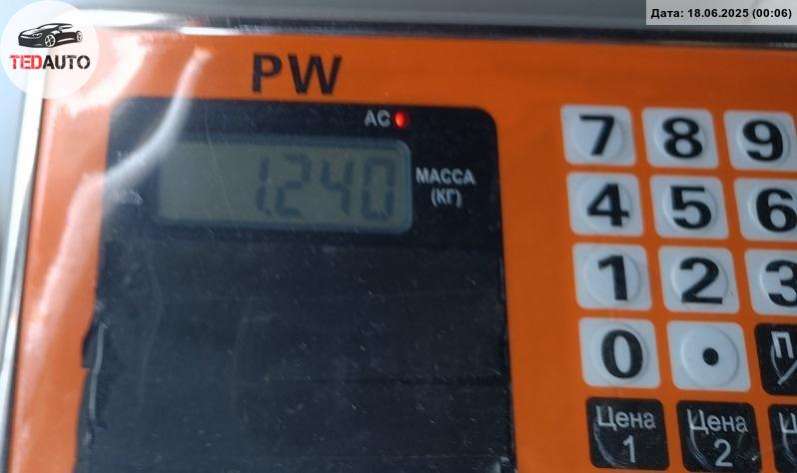 Дата: 18.06.2025 (00:06)
TEDAUTO
PW
AC
1.240
МАССА
(КГ)
7 8 9
4 5 6
1 2 3
0 .
П
Цена Цена
1 2